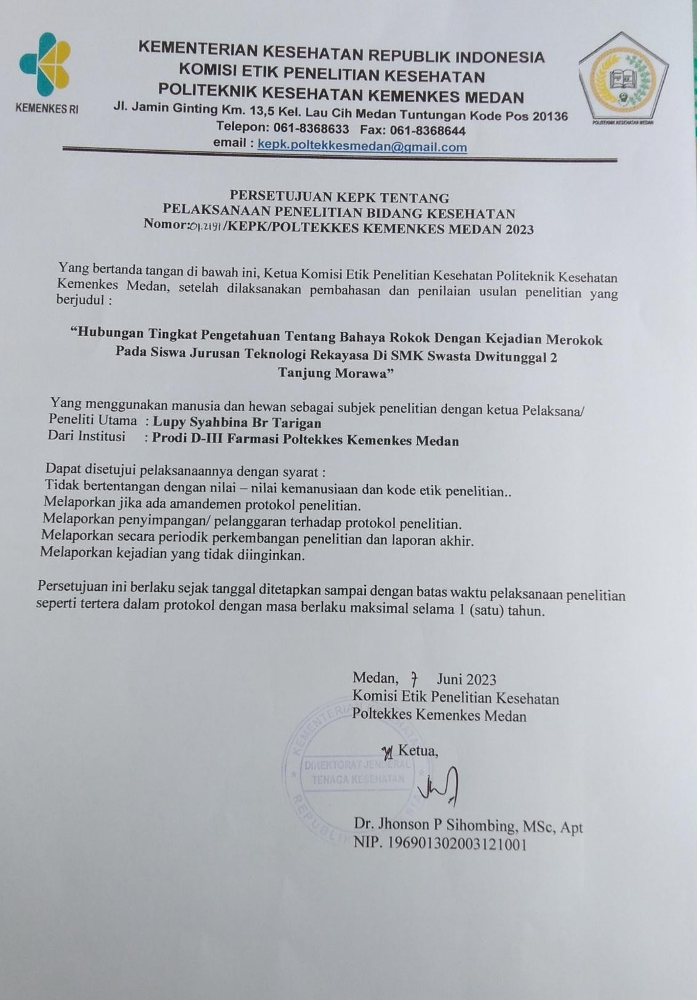 KEMENTERIAN KESEHATAN REPUBLIK INDONESIA
KOMISI ETIK PENELITIAN KESEHATAN
POLITEKNIK KESEHATAN KEMENKES MEDAN
Jl. Jamin Ginting Km. 13,5 Kel. Lau Cih Medan Tuntungan Kode Pos 20136
Telepon: 061-8368633 Fax: 061-8368644
email : kepk.poltekkesmedan@gmail.com
KEMENKES RI
POLITEKNIK KESEHATAN MEDAN
PERSETUJUAN KEPK TENTANG
PELAKSANAAN PENELITIAN BIDANG KESEHATAN
Nomor:01.2191/KEPK/POLTEKKES KEMENKES MEDAN 2023
Yang bertanda tangan di bawah ini, Ketua Komisi Etik Penelitian Kesehatan Politeknik Kesehatan
Kemenkes Medan, setelah dilaksanakan pembahasan dan penilaian usulan penelitian yang
berjudul :
“Hubungan Tingkat Pengetahuan Tentang Bahaya Rokok Dengan Kejadian Merokok
Pada Siswa Jurusan Teknologi Rekayasa Di SMK Swasta Dwitunggal 2
Tanjung Morawa”
Yang menggunakan manusia dan hewan sebagai subjek penelitian dengan ketua Pelaksana/
Peneliti Utama : Lupy Syahbina Br Tarigan
Dari Institusi : Prodi D-III Farmasi Poltekkes Kemenkes Medan
Dapat disetujui pelaksanaannya dengan syarat :
Tidak bertentangan dengan nilai – nilai kemanusiaan dan kode etik penelitian..
Melaporkan jika ada amandemen protokol penelitian.
Melaporkan penyimpangan/ pelanggaran terhadap protokol penelitian.
Melaporkan secara periodik perkembangan penelitian dan laporan akhir.
Melaporkan kejadian yang tidak diinginkan.
Persetujuan ini berlaku sejak tanggal ditetapkan sampai dengan batas waktu pelaksanaan penelitian
seperti tertera dalam protokol dengan masa berlaku maksimal selama 1 (satu) tahun.
Medan, 7 Juni 2023
Komisi Etik Penelitian Kesehatan
Poltekkes Kemenkes Medan
Ketua,
KEMENTERIAN KESEHATAN
DIREKTORAT JENDERAL
TENAGA KESEHATAN
REPUBLIK
Dr. Jhonson P Sihombing, MSc, Apt
NIP. 196901302003121001